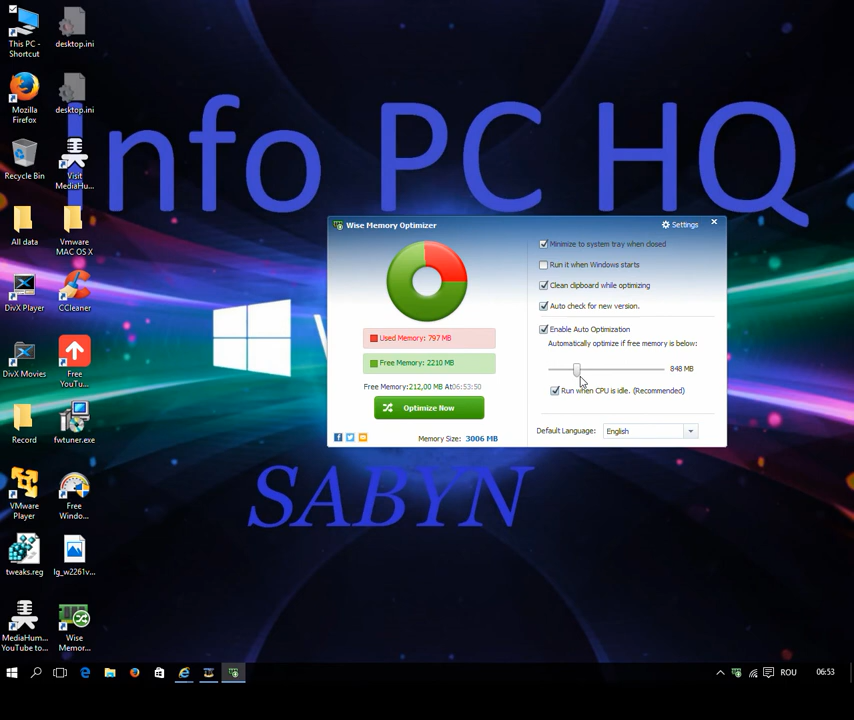 This PC -
Shortcut
desktop.ini
Mozilla
Firefox
desktop.ini
Recycle Bin
Visit
MediaHu...
All data
Vmware
MAC OS X
DivX Player
CCleaner
DivX Movies
Free
YouTu...
Record
fwtuner.exe
VMware
Player
Free
Windo...
tweaks.reg
lg_w2261v...
MediaHum...
YouTube to...
Wise
Memor...
Info PC HQ
SABYN
Wise Memory Optimizer
Settings
Used Memory: 797 MB
Free Memory: 2210 MB
Free Memory:212,00 MB At06:53:50
Optimize Now
Memory Size: 3006 MB
Minimize to system tray when closed
Run it when Windows starts
Clean clipboard while optimizing
Auto check for new version.
Enable Auto Optimization
Automatically optimize if free memory is below:
848 MB
Run when CPU is idle. (Recommended)
Default Language: English
ROU
06:53